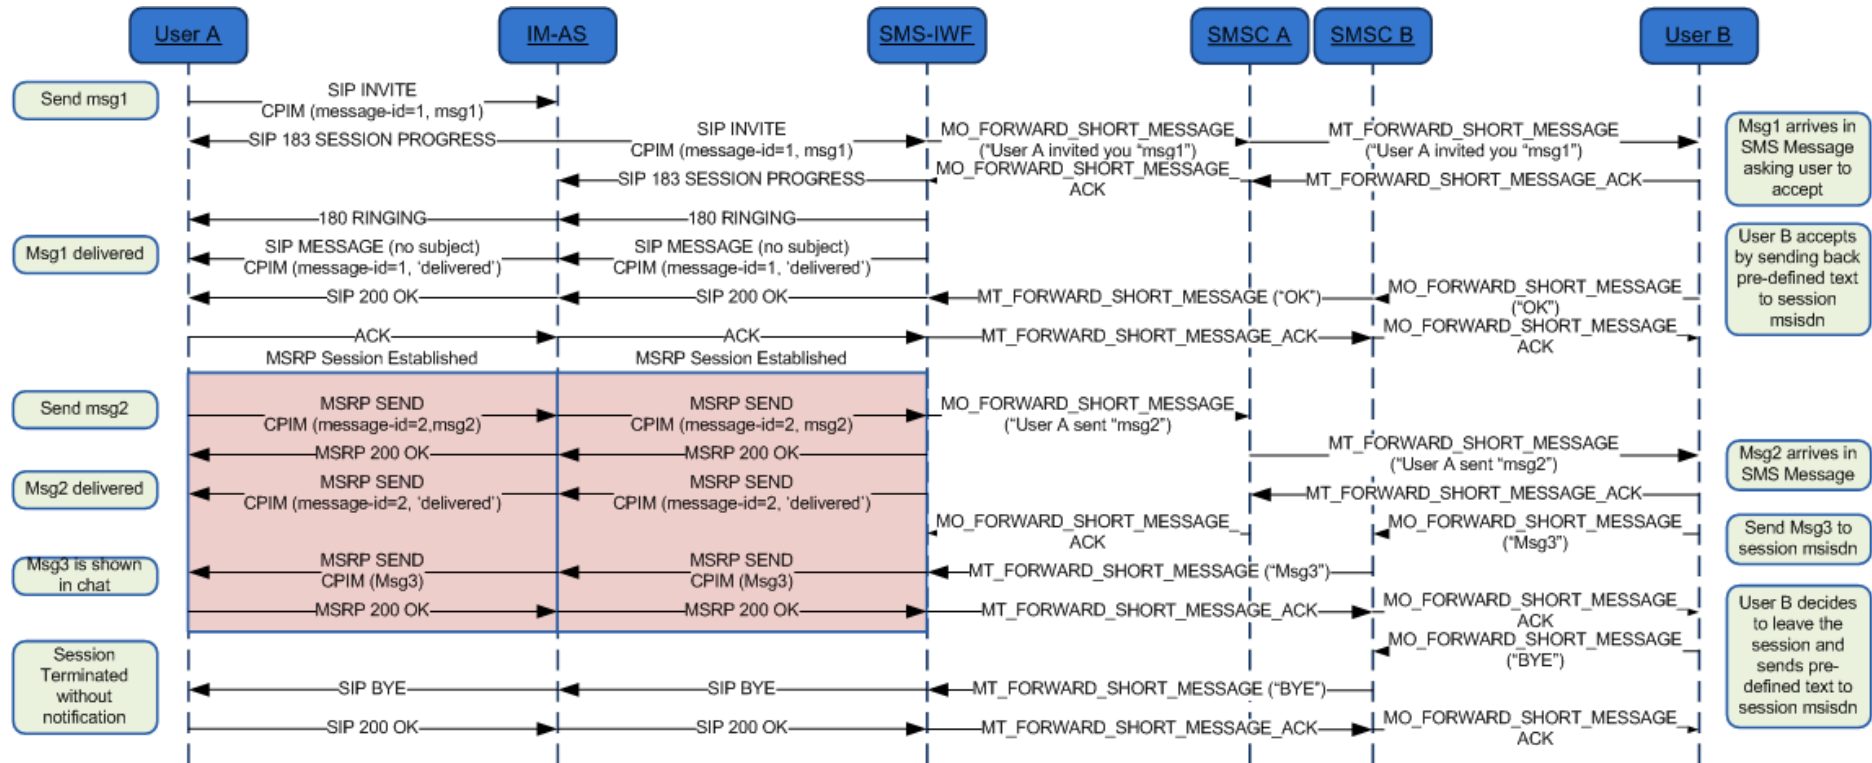 User A
IM-AS
SMS-IWF
SMSC A
SMSC B
User B
Send msg1
SIP INVITE
CPIM (message-id=1, msg1)
SIP 183 SESSION PROGRESS
SIP INVITE
CPIM (message-id=1, msg1)
MO_FORWARD_SHORT_MESSAGE
("User A invited you "msg1")
MT_FORWARD_SHORT_MESSAGE
("User A invited you "msg1")
Msg1 arrives in
SMS Message
asking user to
accept
SIP 183 SESSION PROGRESS
MO_FORWARD_SHORT_MESSAGE_
ACK
MT_FORWARD_SHORT_MESSAGE_ACK
180 RINGING
180 RINGING
Msg1 delivered
SIP MESSAGE (no subject)
CPIM (message-id=1, 'delivered')
SIP MESSAGE (no subject)
CPIM (message-id=1, 'delivered')
User B accepts
by sending back
pre-defined text
to session
msisdn
SIP 200 OK
SIP 200 OK
MT_FORWARD_SHORT_MESSAGE ("OK")
MO_FORWARD_SHORT_MESSAGE
("OK")
ACK
ACK
MT_FORWARD_SHORT_MESSAGE_ACK
MO_FORWARD_SHORT_MESSAGE_
ACK
MSRP Session Established
MSRP Session Established
Send msg2
MSRP SEND
CPIM (message-id=2,msg2)
MSRP SEND
CPIM (message-id=2, msg2)
MO_FORWARD_SHORT_MESSAGE
("User A sent "msg2")
MSRP 200 OK
MSRP 200 OK
MT_FORWARD_SHORT_MESSAGE
("User A sent "msg2")
Msg2 arrives in
SMS Message
Msg2 delivered
MSRP SEND
CPIM (message-id=2, 'delivered')
MSRP SEND
CPIM (message-id=2, 'delivered')
MT_FORWARD_SHORT_MESSAGE_ACK
MO_FORWARD_SHORT_MESSAGE_
ACK
MO_FORWARD_SHORT_MESSAGE
("Msg3")
Send Msg3 to
session msisdn
Msg3 is shown
in chat
MSRP SEND
CPIM (Msg3)
MSRP SEND
CPIM (Msg3)
MT_FORWARD_SHORT_MESSAGE ("Msg3")
MSRP 200 OK
MSRP 200 OK
MT_FORWARD_SHORT_MESSAGE_ACK
MO_FORWARD_SHORT_MESSAGE_
ACK
User B decides
to leave the
session and
sends pre-
defined text to
session msisdn
MO_FORWARD_SHORT_MESSAGE
("BYE")
Session
Terminated
without
notification
SIP BYE
SIP BYE
MT_FORWARD_SHORT_MESSAGE ("BYE")
SIP 200 OK
SIP 200 OK
MT_FORWARD_SHORT_MESSAGE_ACK
MO_FORWARD_SHORT_MESSAGE_
ACK